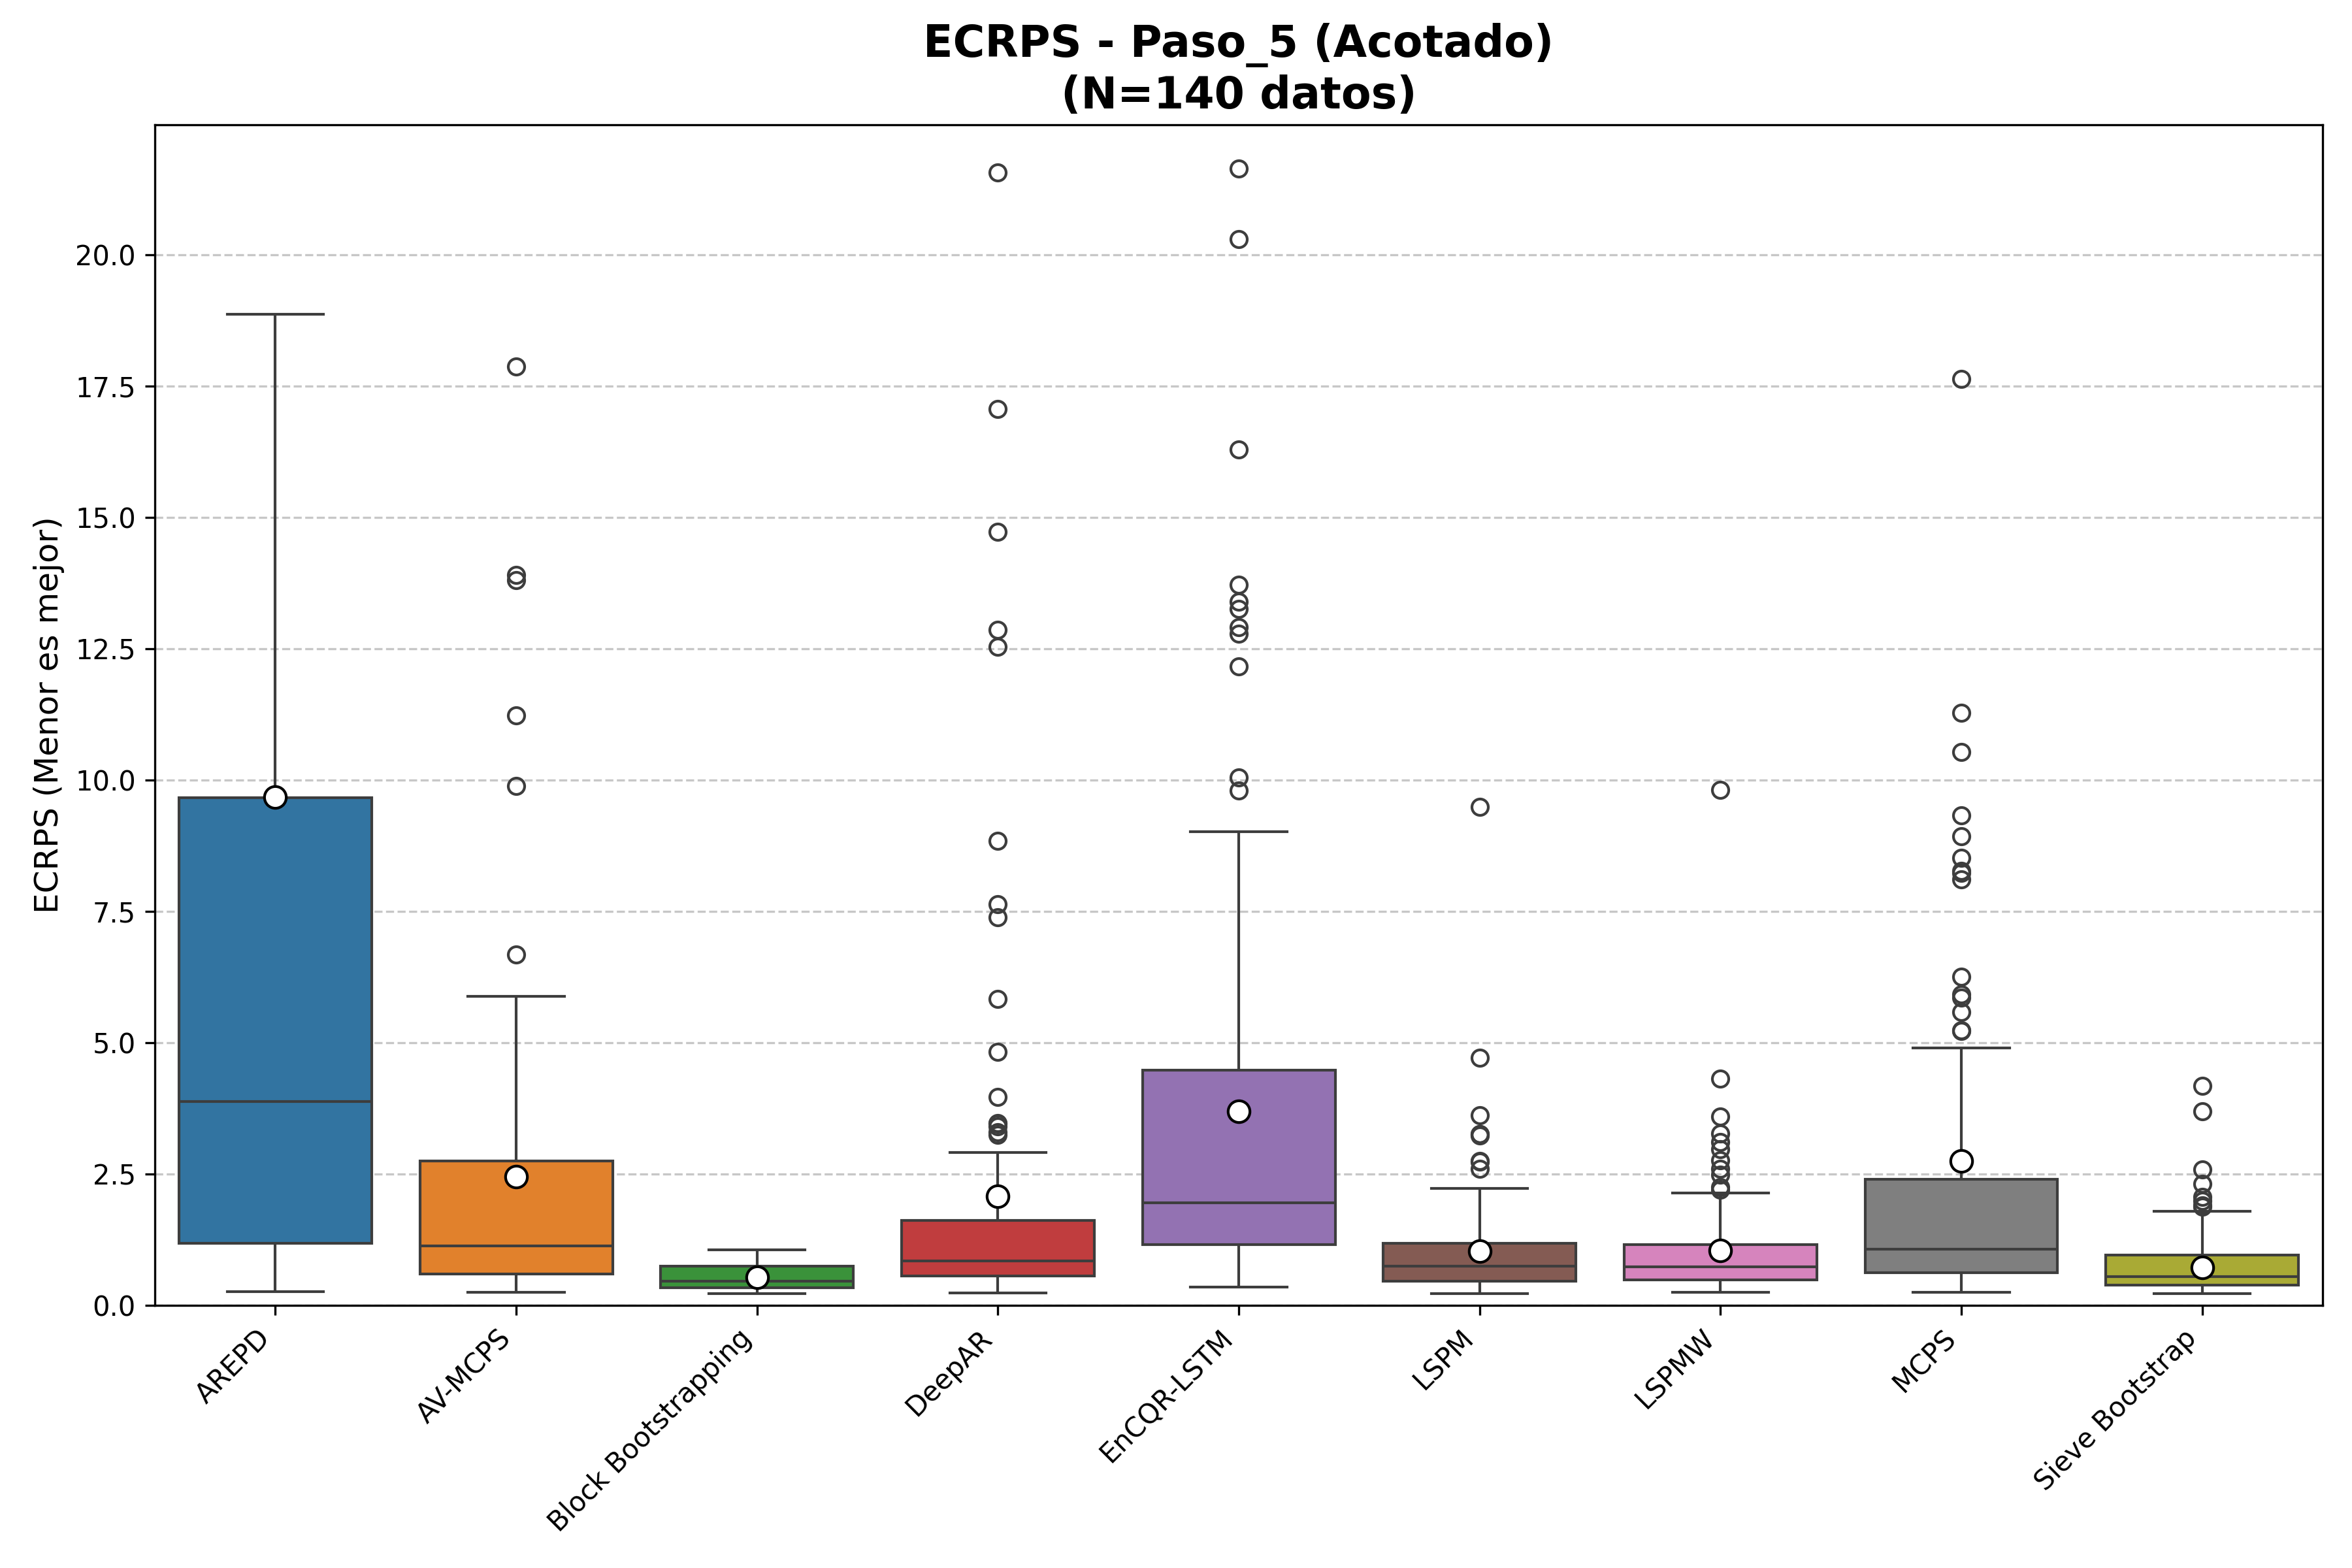 ECRPS - Paso_5 (Acotado)
(N=140 datos)
ECRPS (Menor es mejor)
20.0
17.5
15.0
12.5
10.0
7.5
5.0
2.5
0.0
AREPD
AV-MCPS
Block Bootstrapping
DeepAR
EnCQR-LSTM
LSPM
LSPMW
MCPS
Sieve Bootstrap